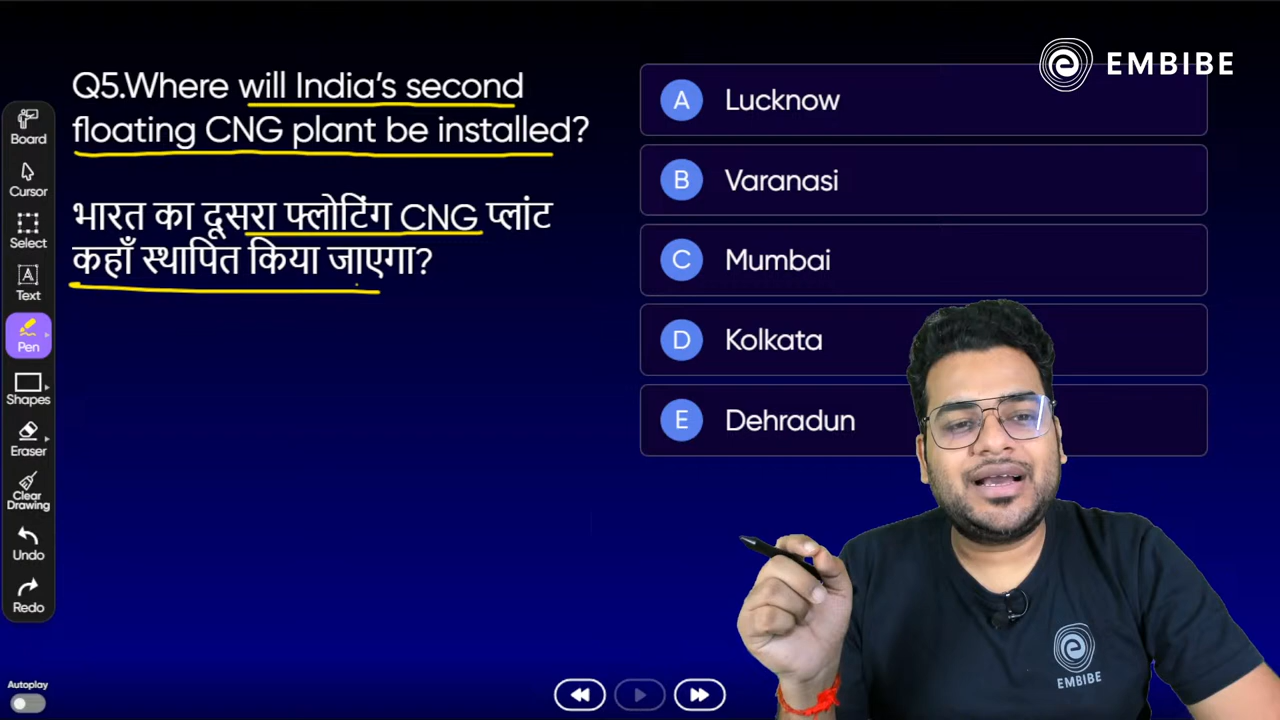 EMBIBE
Q5.Where will India's second
floating CNG plant be installed?
भारत का दूसरा फ्लोटिंग CNG प्लांट
कहाँ स्थापित किया जाएगा?
A Lucknow
B Varanasi
C Mumbai
D Kolkata
E Dehradun
Board
Cursor
Select
A
Text
Pen
Shapes
Eraser
Clear
Drawing
Undo
Redo
Autoplay
EMBIBE